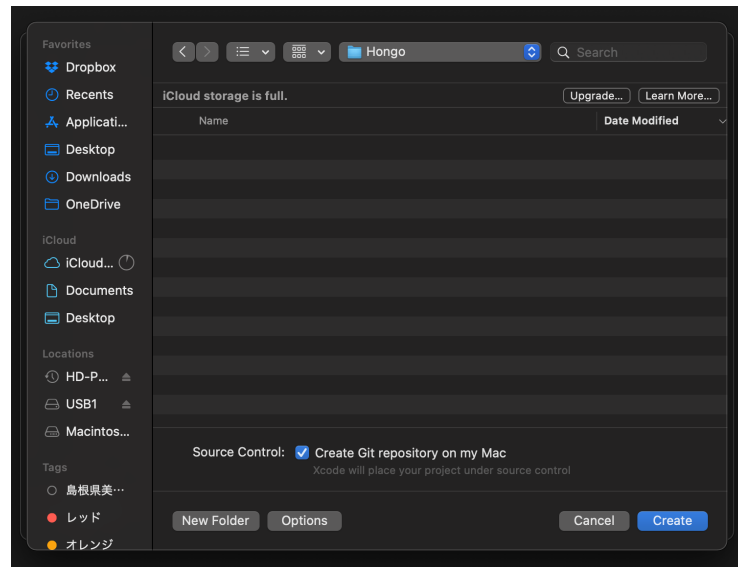 Favorites
Dropbox
Recents
Applicati...
Desktop
Downloads
OneDrive
iCloud
iCloud...
Documents
Desktop
Locations
HD-P...
USB1
Macintos...
Tags
島根県美…
レッド
オレンジ
Hongo
Search
iCloud storage is full.
Upgrade...
Learn More...
Name
Date Modified
Source Control:
Create Git repository on my Mac
Xcode will place your project under source control
New Folder
Options
Cancel
Create